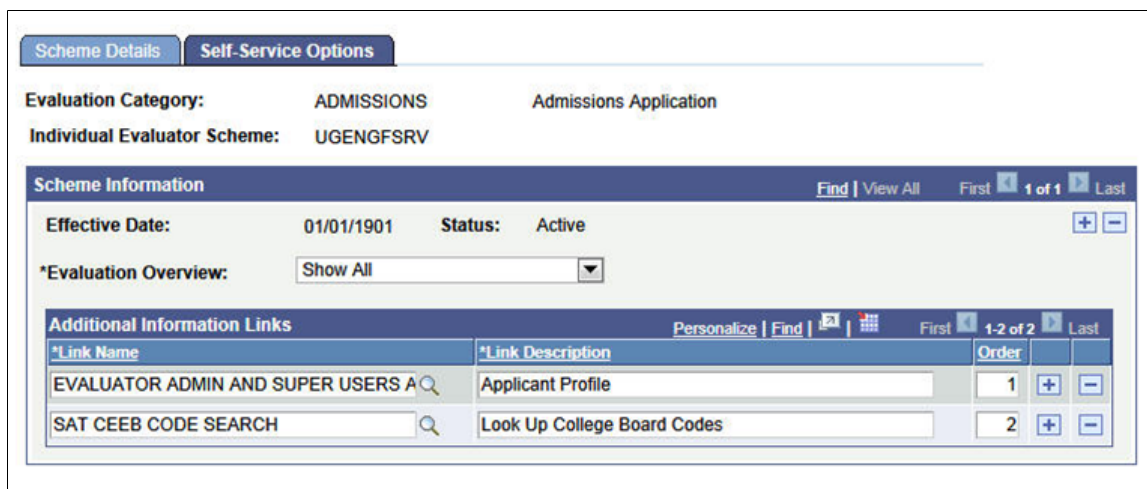 Scheme Details Self-Service Options
Evaluation Category: ADMISSIONS Admissions Application
Individual Evaluator Scheme: UGENGFSRV
Scheme Information Find | View All First 1 of 1 Last
Effective Date: 01/01/1901 Status: Active
*Evaluation Overview: Show All
Additional Information Links Personalize | Find | | First 1-2 of 2 Last
*Link Name *Link Description Order
EVALUATOR ADMIN AND SUPER USERS A Applicant Profile 1
SAT CEEB CODE SEARCH Look Up College Board Codes 2